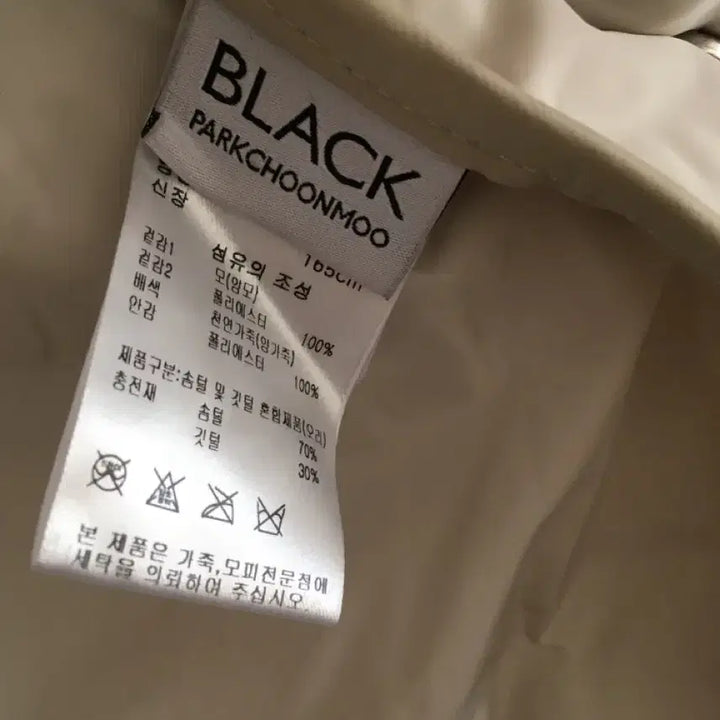 BLACK
PARKCHOONMOO
신장 165cm
섬유의 조성
겉감1 모(양모)
겉감2 폴리에스터 100%
배색 천연가죽(양가죽)
안감 폴리에스터 100%
제품구분:솜털 및 깃털 혼합제품(오리)
충전재 솜털 70%
깃털 30%
본 제품은 가죽,모피전문점에
세탁을 의뢰하여 주십시오.